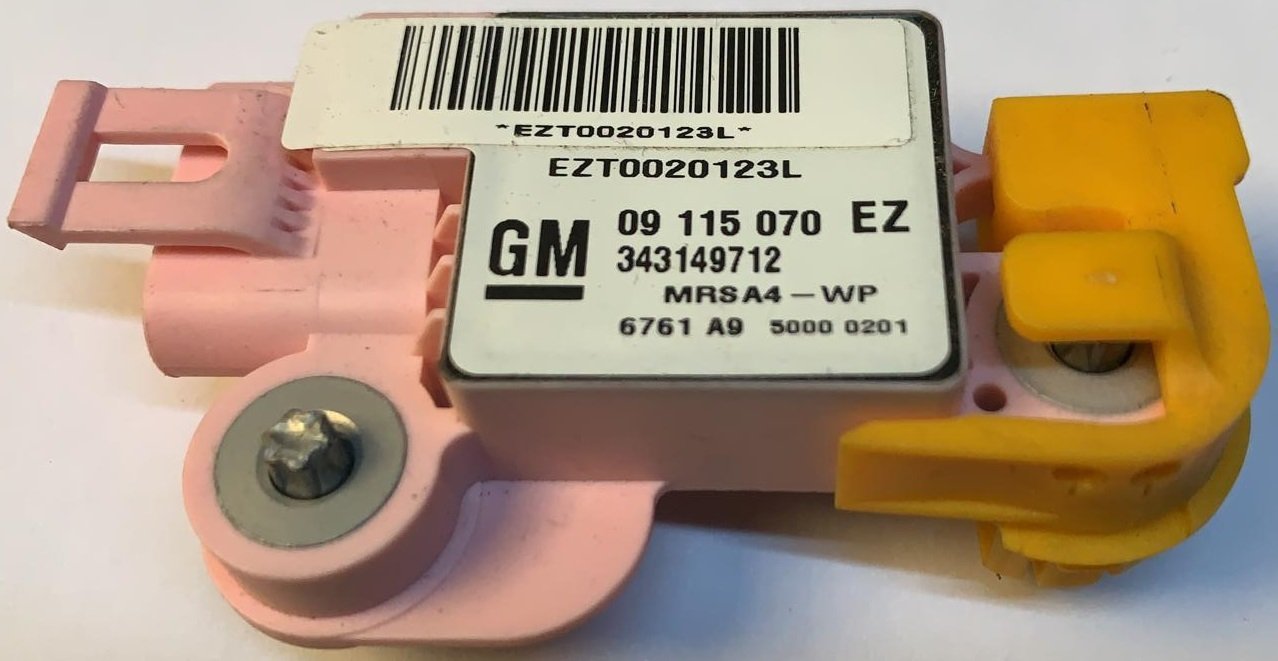 *EZT0020123L*
EZT0020123L
GM 09 115 070 EZ
343149712
MRSA4-WP
6761 A9 5000 0201